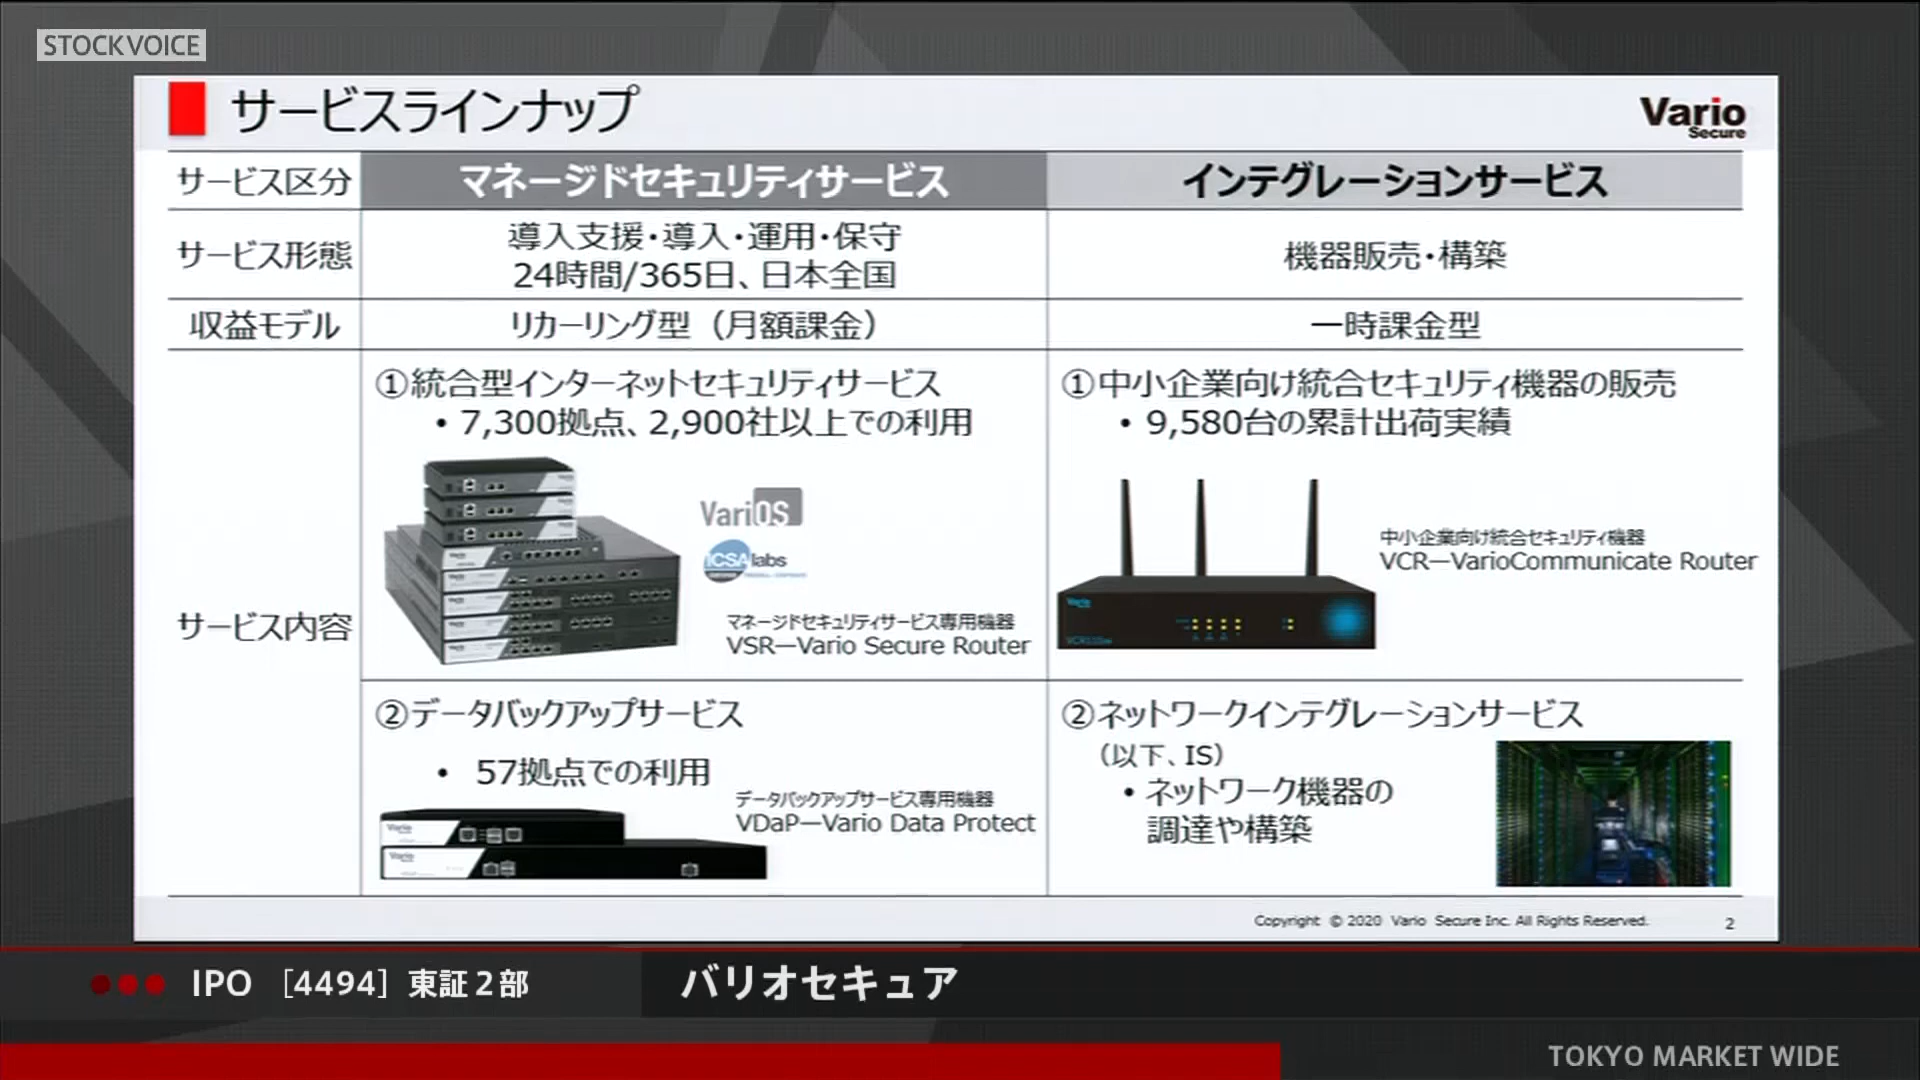 STOCKVOICE
サービスラインナップ
Vario
Secure
サービス区分
マネージドセキュリティサービス
インテグレーションサービス
サービス形態
導入支援・導入・運用・保守
24時間/365日、日本全国
機器販売・構築
収益モデル
リカーリング型（月額課金）
一時課金型
サービス内容
①統合型インターネットセキュリティサービス
・7,300拠点、2,900社以上での利用
VariOS
ICSAlabs
マネージドセキュリティサービス専用機器
VSR―Vario Secure Router
①中小企業向け統合セキュリティ機器の販売
・9,580台の累計出荷実績
中小企業向け統合セキュリティ機器
VCR―VarioCommunicate Router
Vario
②データバックアップサービス
・ 57拠点での利用
データバックアップサービス専用機器
VDaP―Vario Data Protect
Vario
Vario
②ネットワークインテグレーションサービス
（以下、IS）
・ネットワーク機器の
調達や構築
Copyright © 2020 Vario Secure Inc. All Rights Reserved.
2
IPO ［4494］東証２部
バリオセキュア
TOKYO MARKET WIDE